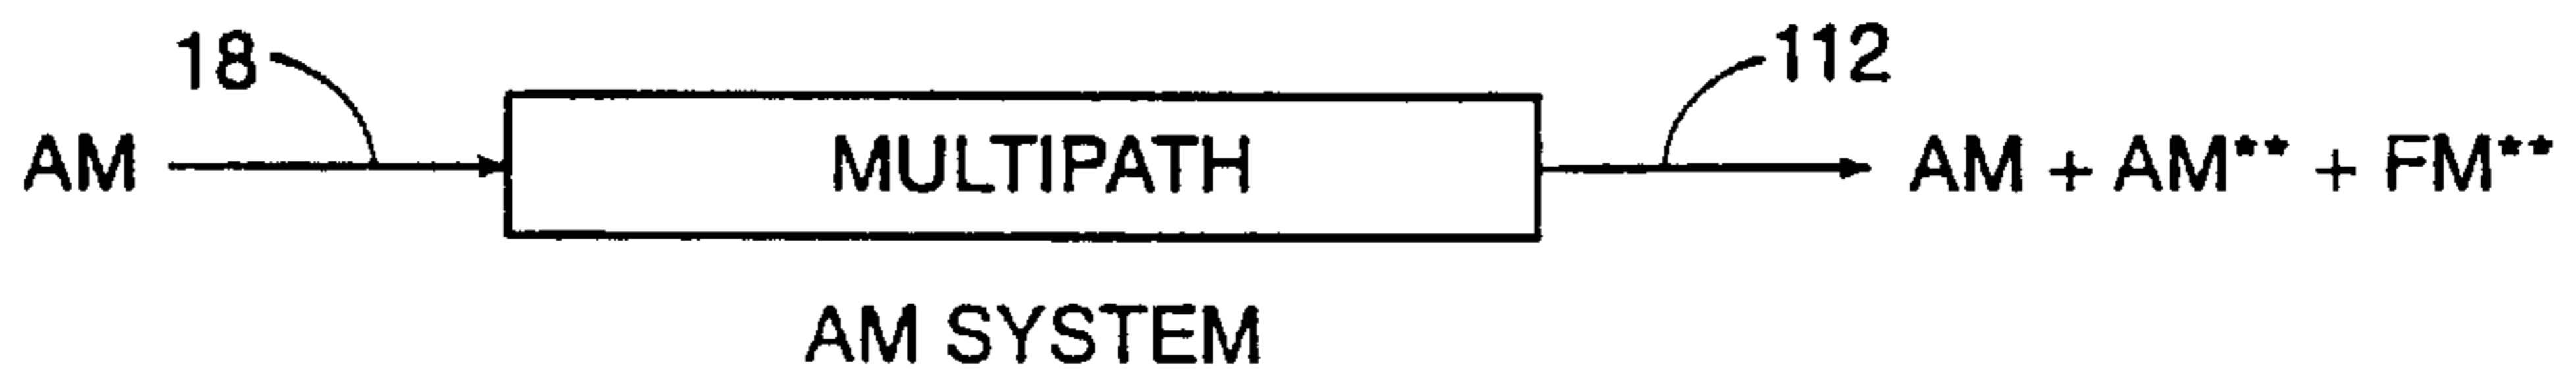 18 112
AM MULTIPATH AM + AM** + FM**
AM SYSTEM